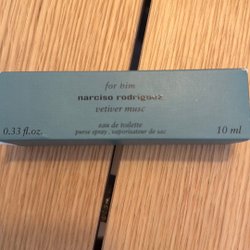 for him
narciso rodriguez
vetiver musc
eau de toilette
0.33 fl.oz. purse spray . vaporisateur de sac 10 ml